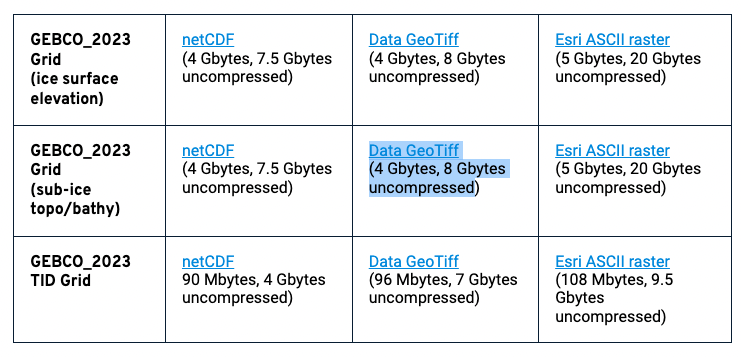 GEBCO_2023
Grid
(ice surface
elevation)
netCDF
(4 Gbytes, 7.5 Gbytes
uncompressed)
Data GeoTiff
(4 Gbytes, 8 Gbytes
uncompressed)
Esri ASCII raster
(5 Gbytes, 20 Gbytes
uncompressed)
GEBCO_2023
Grid
(sub-ice
topo/bathy)
netCDF
(4 Gbytes, 7.5 Gbytes
uncompressed)
Data GeoTiff
(4 Gbytes, 8 Gbytes
uncompressed)
Esri ASCII raster
(5 Gbytes, 20 Gbytes
uncompressed)
GEBCO_2023
TID Grid
netCDF
90 Mbytes, 4 Gbytes
uncompressed)
Data GeoTiff
(96 Mbytes, 7 Gbytes
uncompressed)
Esri ASCII raster
(108 Mbytes, 9.5
Gbytes
uncompressed)